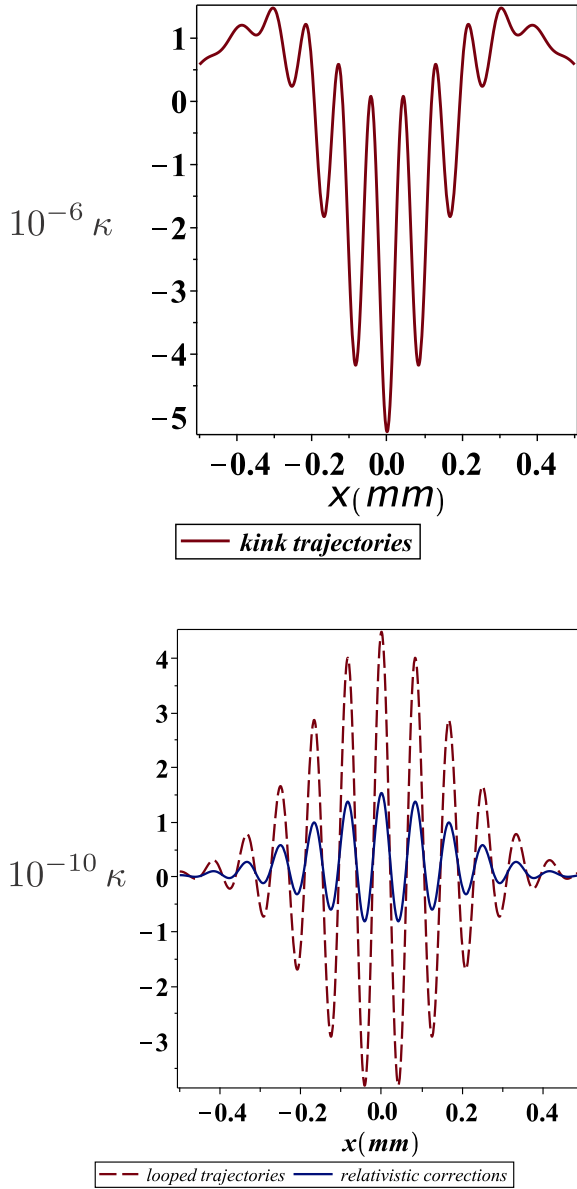 1
0
−1
−2
−3
−4
−5
10⁻⁶ κ
−0.4 −0.2 0.0 0.2 0.4
x(mm)
kink trajectories
4
3
2
1
0
−1
−2
−3
10⁻¹⁰ κ
−0.4 −0.2 0.0 0.2 0.4
x(mm)
looped trajectories relativistic corrections